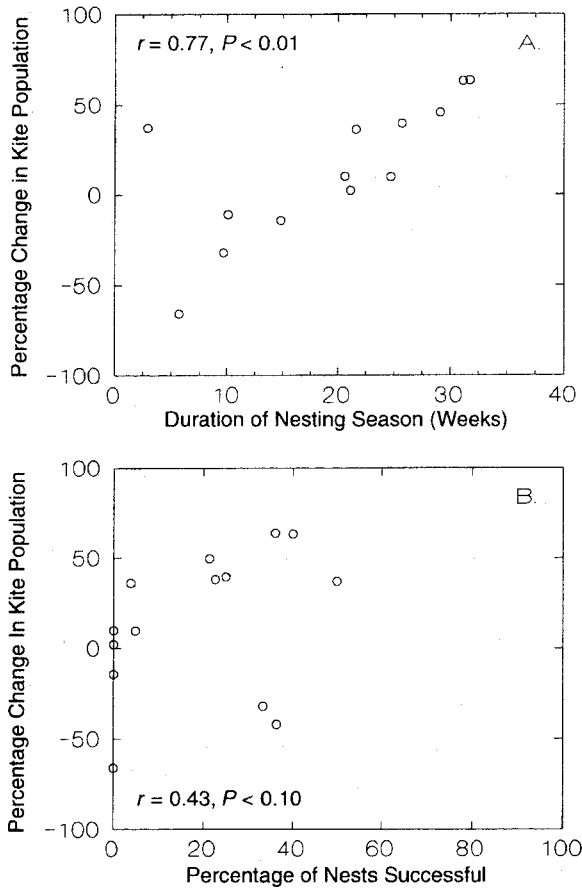 r = 0.77, P < 0.01
A.
100
50
0
-50
-100
Percentage Change in Kite Population
0 10 20 30 40
Duration of Nesting Season (Weeks)
B.
100
50
0
-50
-100
Percentage Change In Kite Population
r = 0.43, P < 0.10
0 20 40 60 80 100
Percentage of Nests Successful